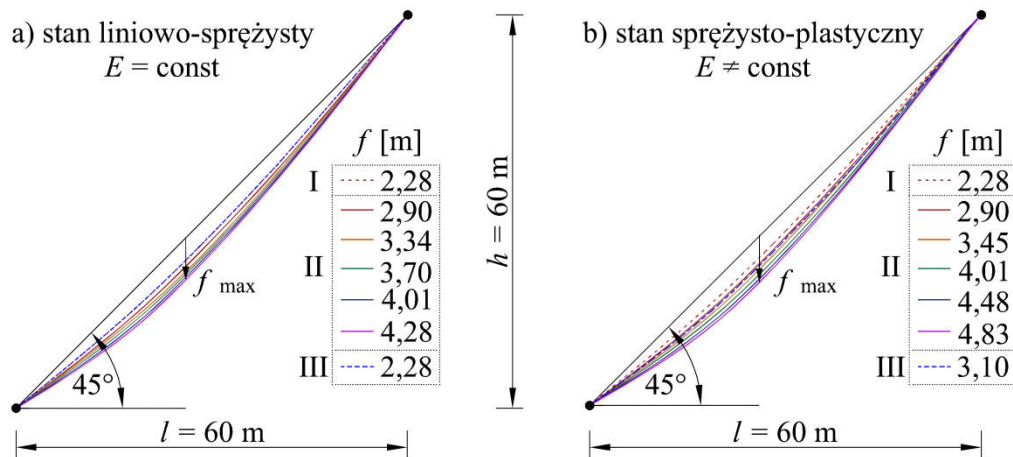 a) stan liniowo-sprężysty
E = const
f [m]
I
2,28
2,90
3,34
II
3,70
4,01
4,28
III
2,28
f max
45°
l = 60 m
h = 60 m
b) stan sprężysto-plastyczny
E ≠ const
f [m]
I
2,28
2,90
3,45
II
4,01
4,48
4,83
III
3,10
f max
45°
l = 60 m